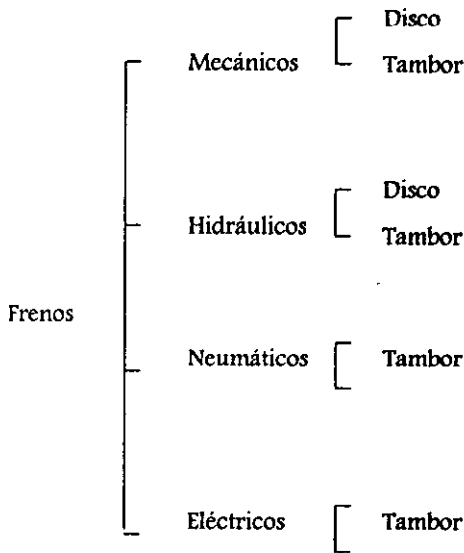 Disco
Mecánicos Tambor
Disco
Hidráulicos Tambor
Frenos
Neumáticos Tambor
Eléctricos Tambor